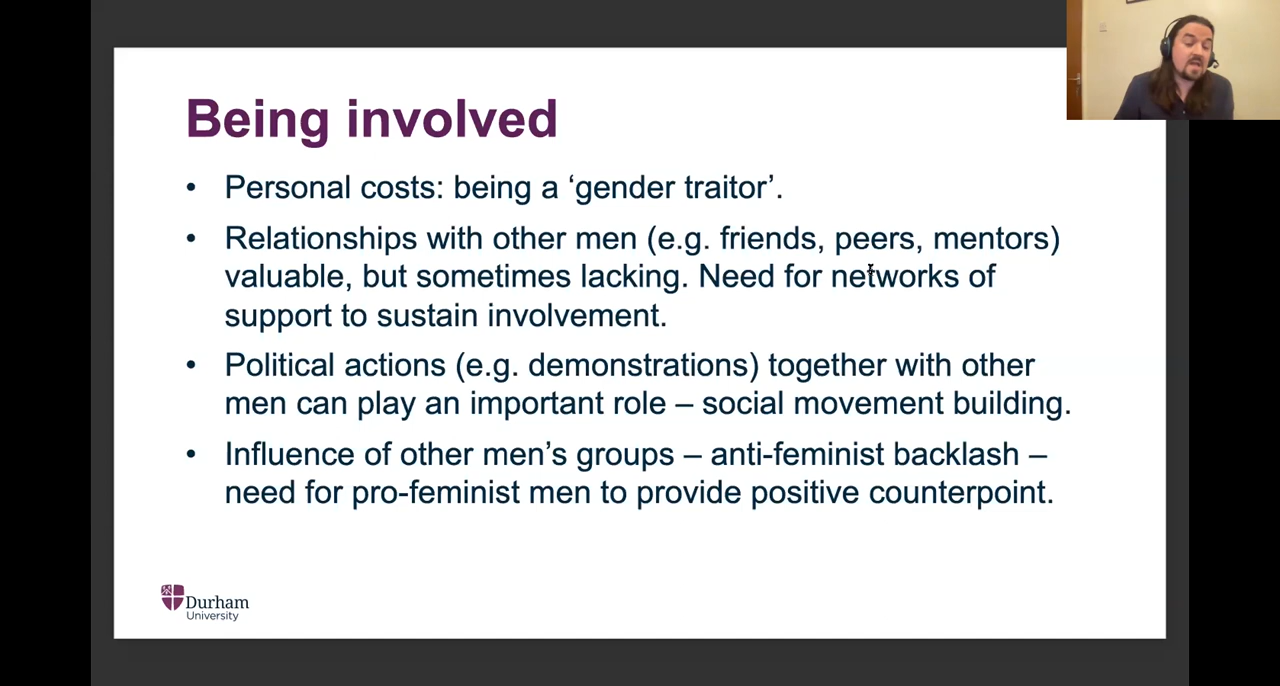 Being involved
• Personal costs: being a ‘gender traitor’.
• Relationships with other men (e.g. friends, peers, mentors)
valuable, but sometimes lacking. Need for networks of
support to sustain involvement.
• Political actions (e.g. demonstrations) together with other
men can play an important role – social movement building.
• Influence of other men’s groups – anti-feminist backlash –
need for pro-feminist men to provide positive counterpoint.
Durham
University